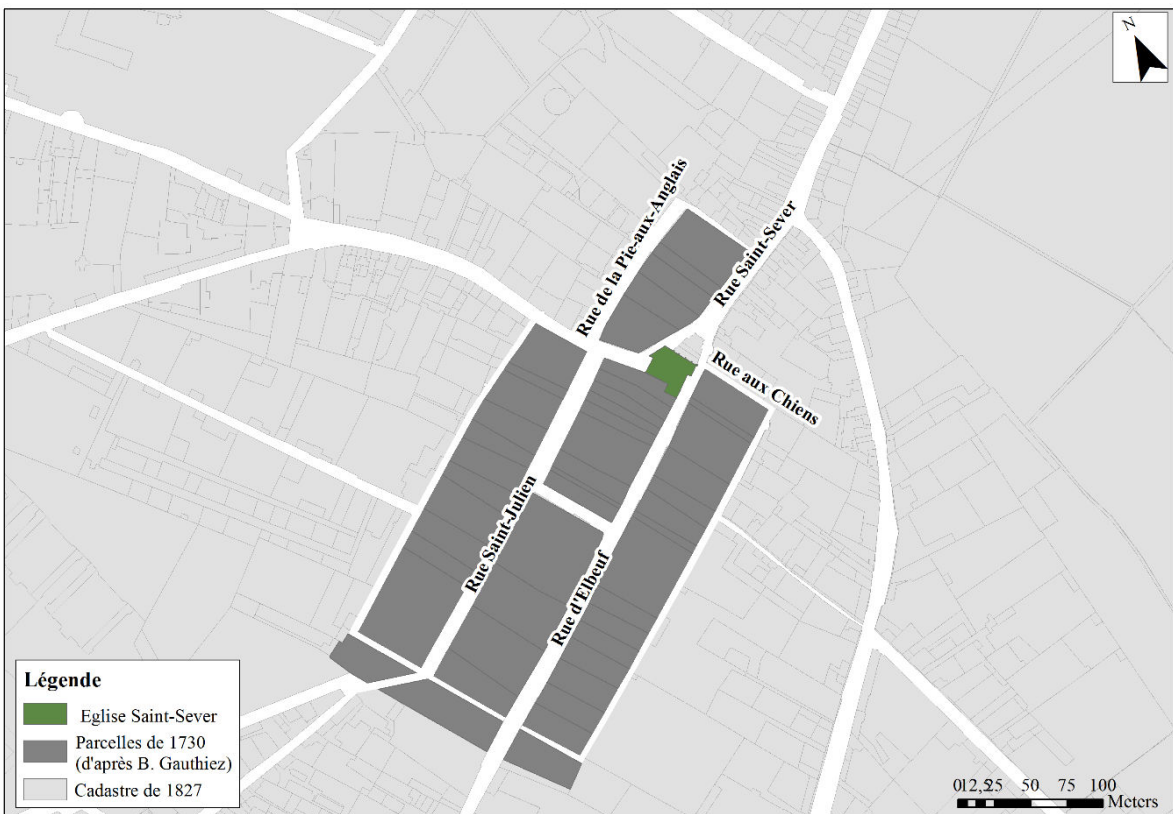 N
Rue de la Pie-aux-Anglais
Rue Saint-Sever
Rue aux Chiens
Rue Saint-Julien
Rue d'Elbeuf
Légende
Eglise Saint-Sever
Parcelles de 1730
(d'après B. Gauthiez)
Cadastre de 1827
012,525 50 75 100
Meters